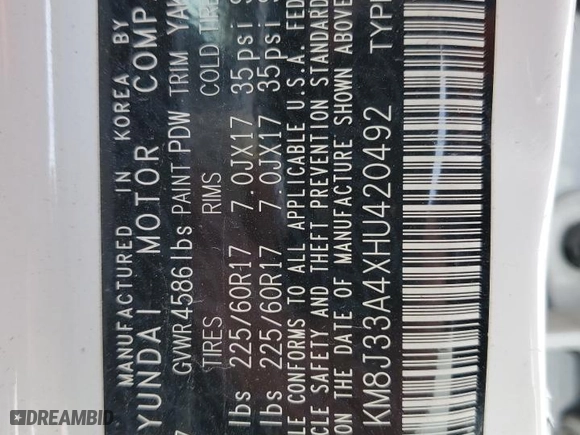 MANUFACTURED IN KOREA BY
YUNDAI MOTOR COMP
GVWR 4586 lbs PAINT PDW TRIM YAK
TIRES RIMS COLD TIRE
lbs 225/60R17 7.0JX17 35psi S
lbs 225/60R17 7.0JX17 35psi S
LE CONFORMS TO ALL APPLICABLE U.S.A. FED
CLE SAFETY AND THEFT PREVENTION STANDARD
ON THE DATE OF MANUFACTURE SHOWN ABOVE
KM8J33A4XHU420492 TYPE
DREAMBID